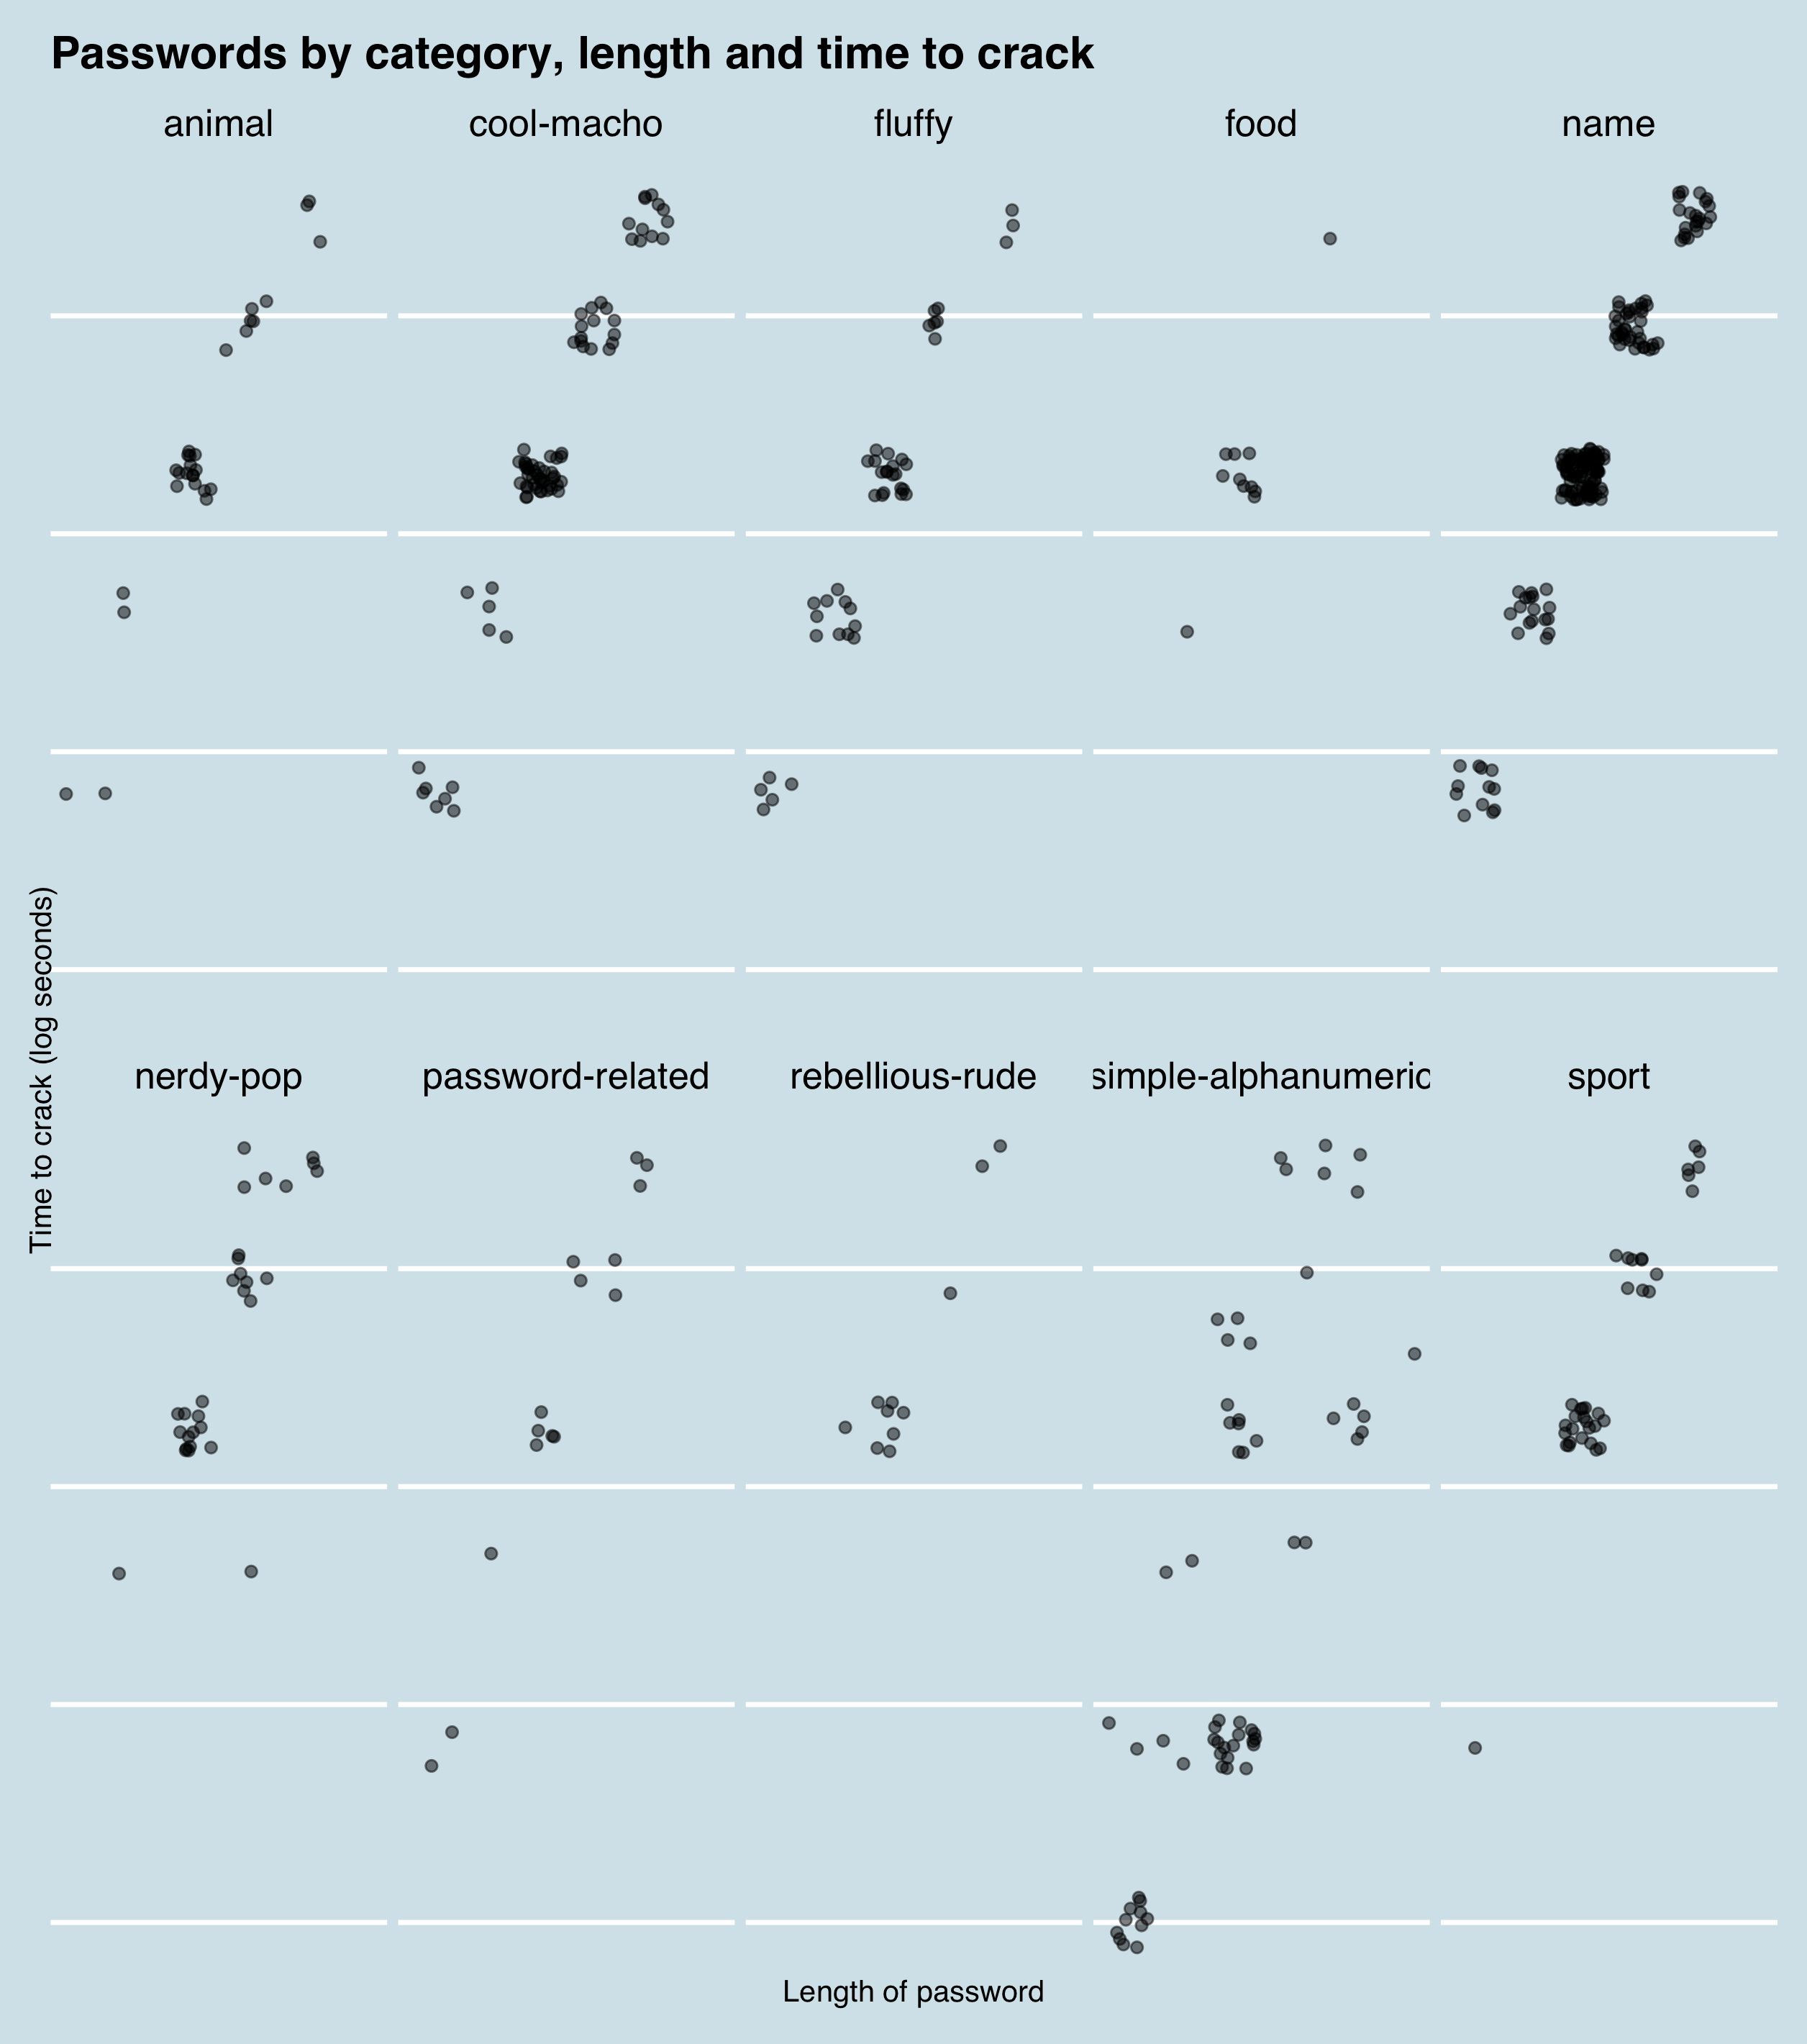 Passwords by category, length and time to crack
animal
cool-macho
fluffy
food
name
Time to crack (log seconds)
nerdy-pop
password-related
rebellious-rude
simple-alphanumeric
sport
Length of password